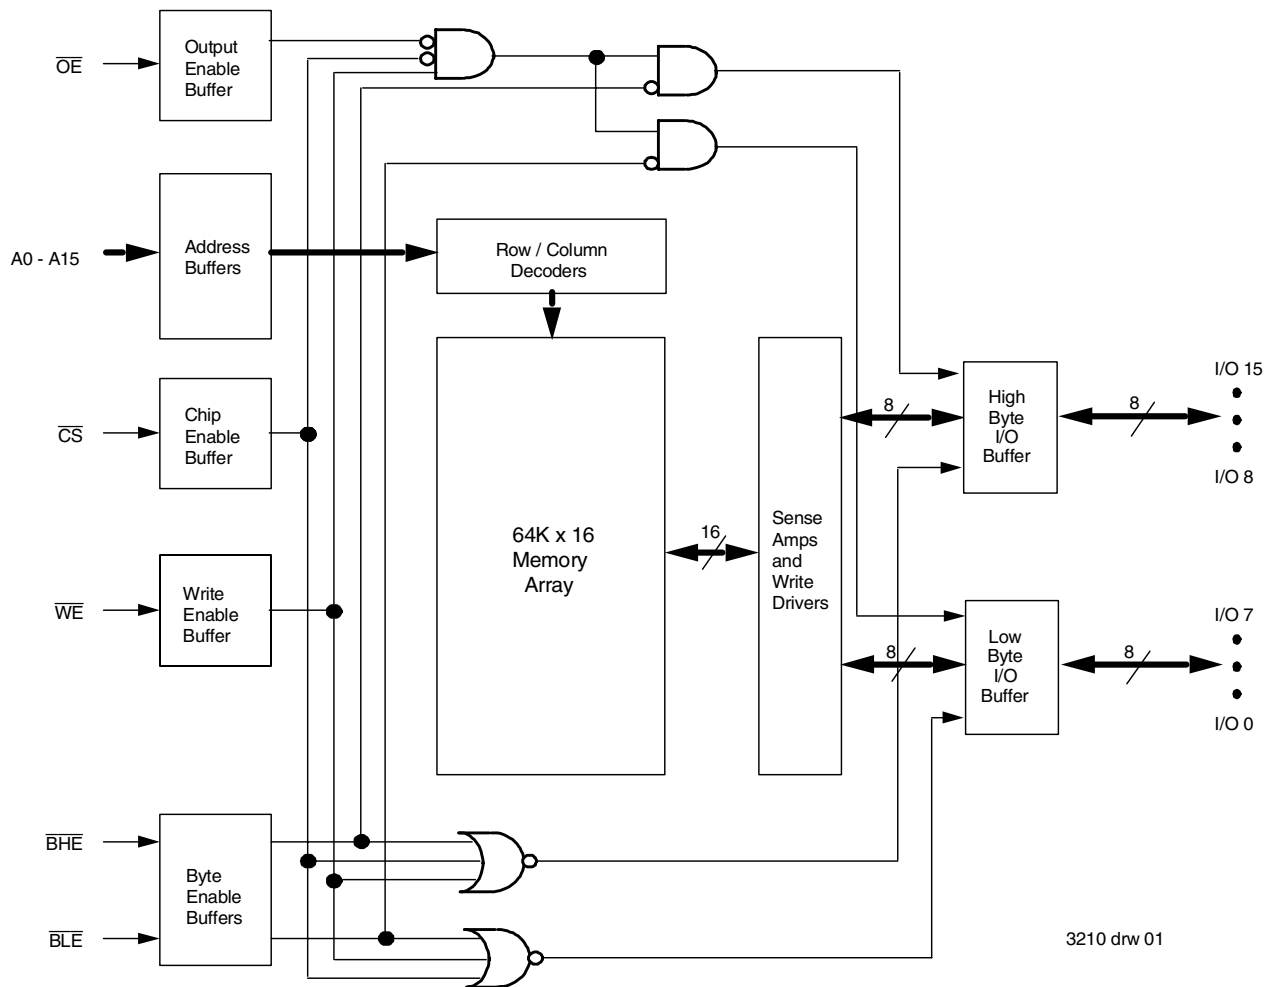 OE
Output
Enable
Buffer
A0 - A15
Address
Buffers
Row / Column
Decoders
CS
Chip
Enable
Buffer
WE
Write
Enable
Buffer
64K x 16
Memory
Array
16
Sense
Amps
and
Write
Drivers
8
High
Byte
I/O
Buffer
8
I/O 15
I/O 8
8
Low
Byte
I/O
Buffer
8
I/O 7
I/O 0
BHE
Byte
Enable
Buffers
BLE
3210 drw 01